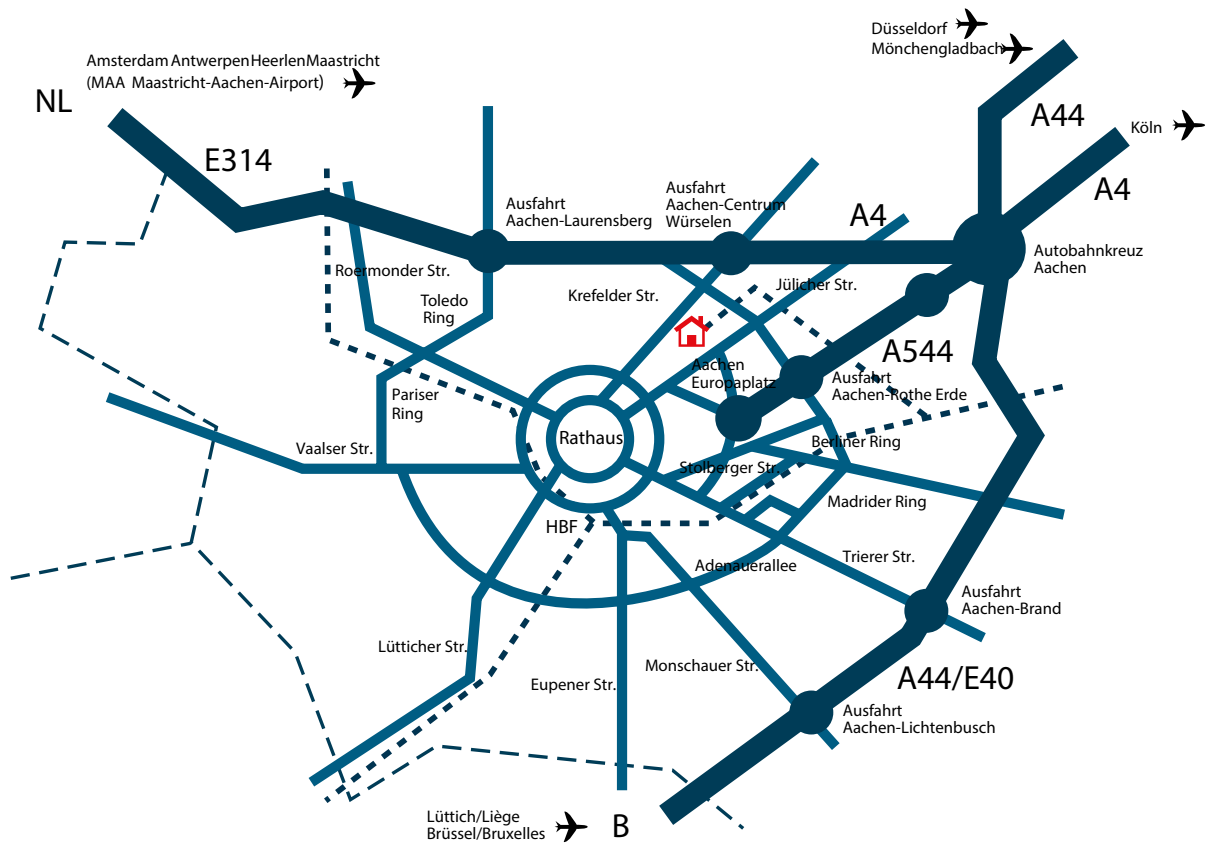 Düsseldorf
Mönchengladbach
Amsterdam Antwerpen Heerlen Maastricht
(MAA Maastricht-Aachen-Airport)
NL
A44
Köln
E314
A4
Ausfahrt
Aachen-Laurensberg
Ausfahrt
Aachen-Centrum
Würselen
A4
Autobahnkreuz
Aachen
Roermonder Str.
Toledo
Ring
Krefelder Str.
Jülicher Str.
A544
Aachen
Europaplatz
Ausfahrt
Aachen-Rothe Erde
Pariser
Ring
Rathaus
Vaalser Str.
Berliner Ring
Stolberger Str.
Madrider Ring
HBF
Adenauerallee
Trierer Str.
Ausfahrt
Aachen-Brand
Lütticher Str.
Monschauer Str.
Eupener Str.
A44/E40
Ausfahrt
Aachen-Lichtenbusch
Lüttich/Liège
Brüssel/Bruxelles
B